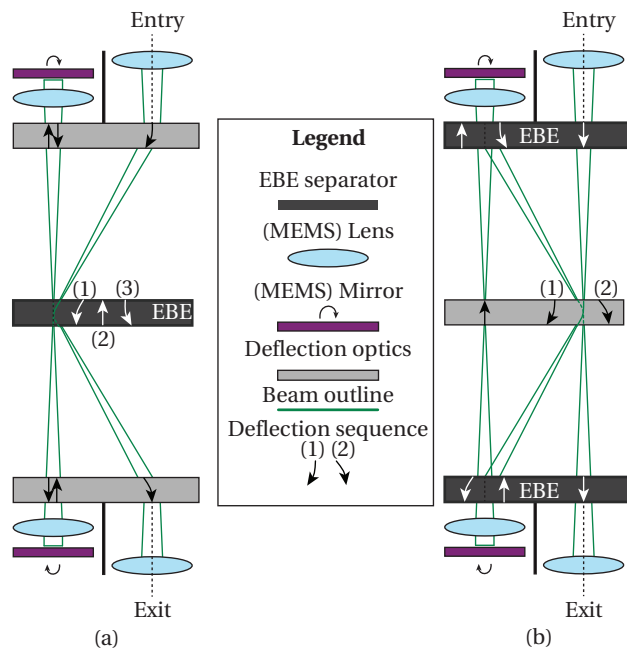 Entry
(1) (3)
EBE
(2)
Exit
(a)
Legend
EBE separator
(MEMS) Lens
(MEMS) Mirror
Deflection optics
Beam outline
Deflection sequence
(1) (2)
Entry
EBE
(1) (2)
EBE
Exit
(b)